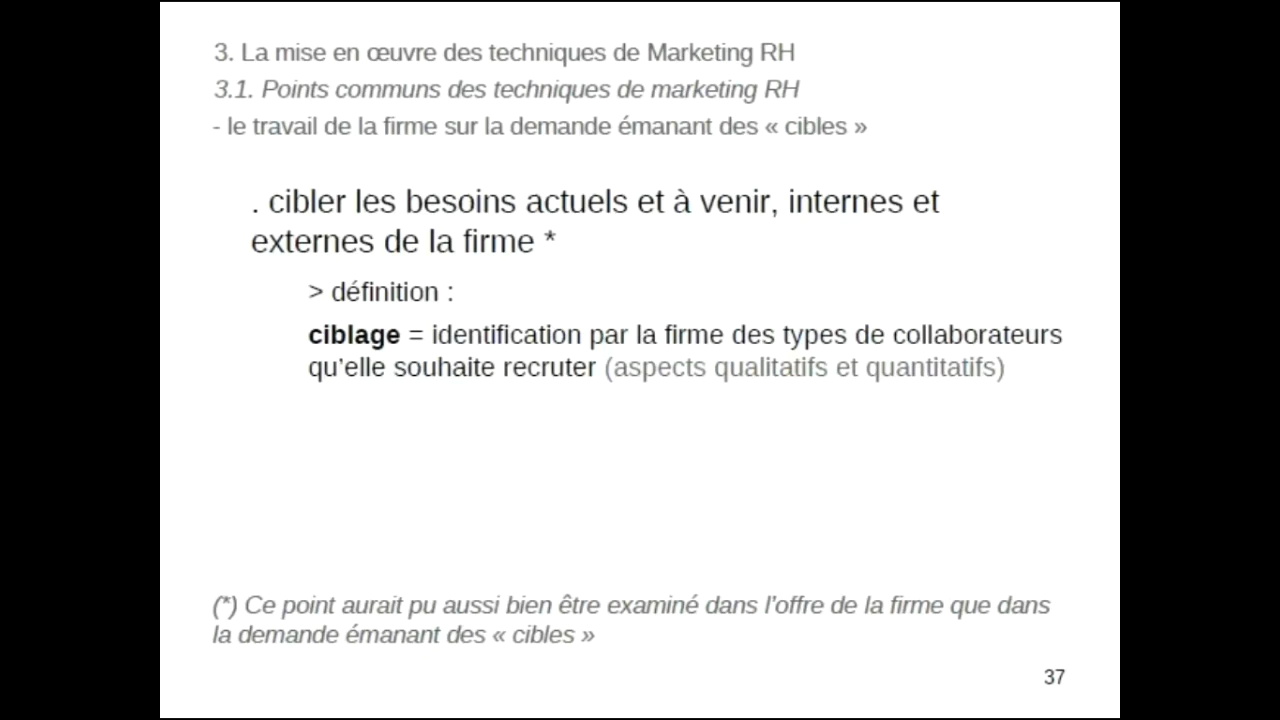 3. La mise en œuvre des techniques de Marketing RH
3.1. Points communs des techniques de marketing RH
- le travail de la firme sur la demande émanant des « cibles »
. cibler les besoins actuels et à venir, internes et
externes de la firme *
> définition :
ciblage = identification par la firme des types de collaborateurs
qu’elle souhaite recruter (aspects qualitatifs et quantitatifs)
(*) Ce point aurait pu aussi bien être examiné dans l’offre de la firme que dans
la demande émanant des « cibles »
37